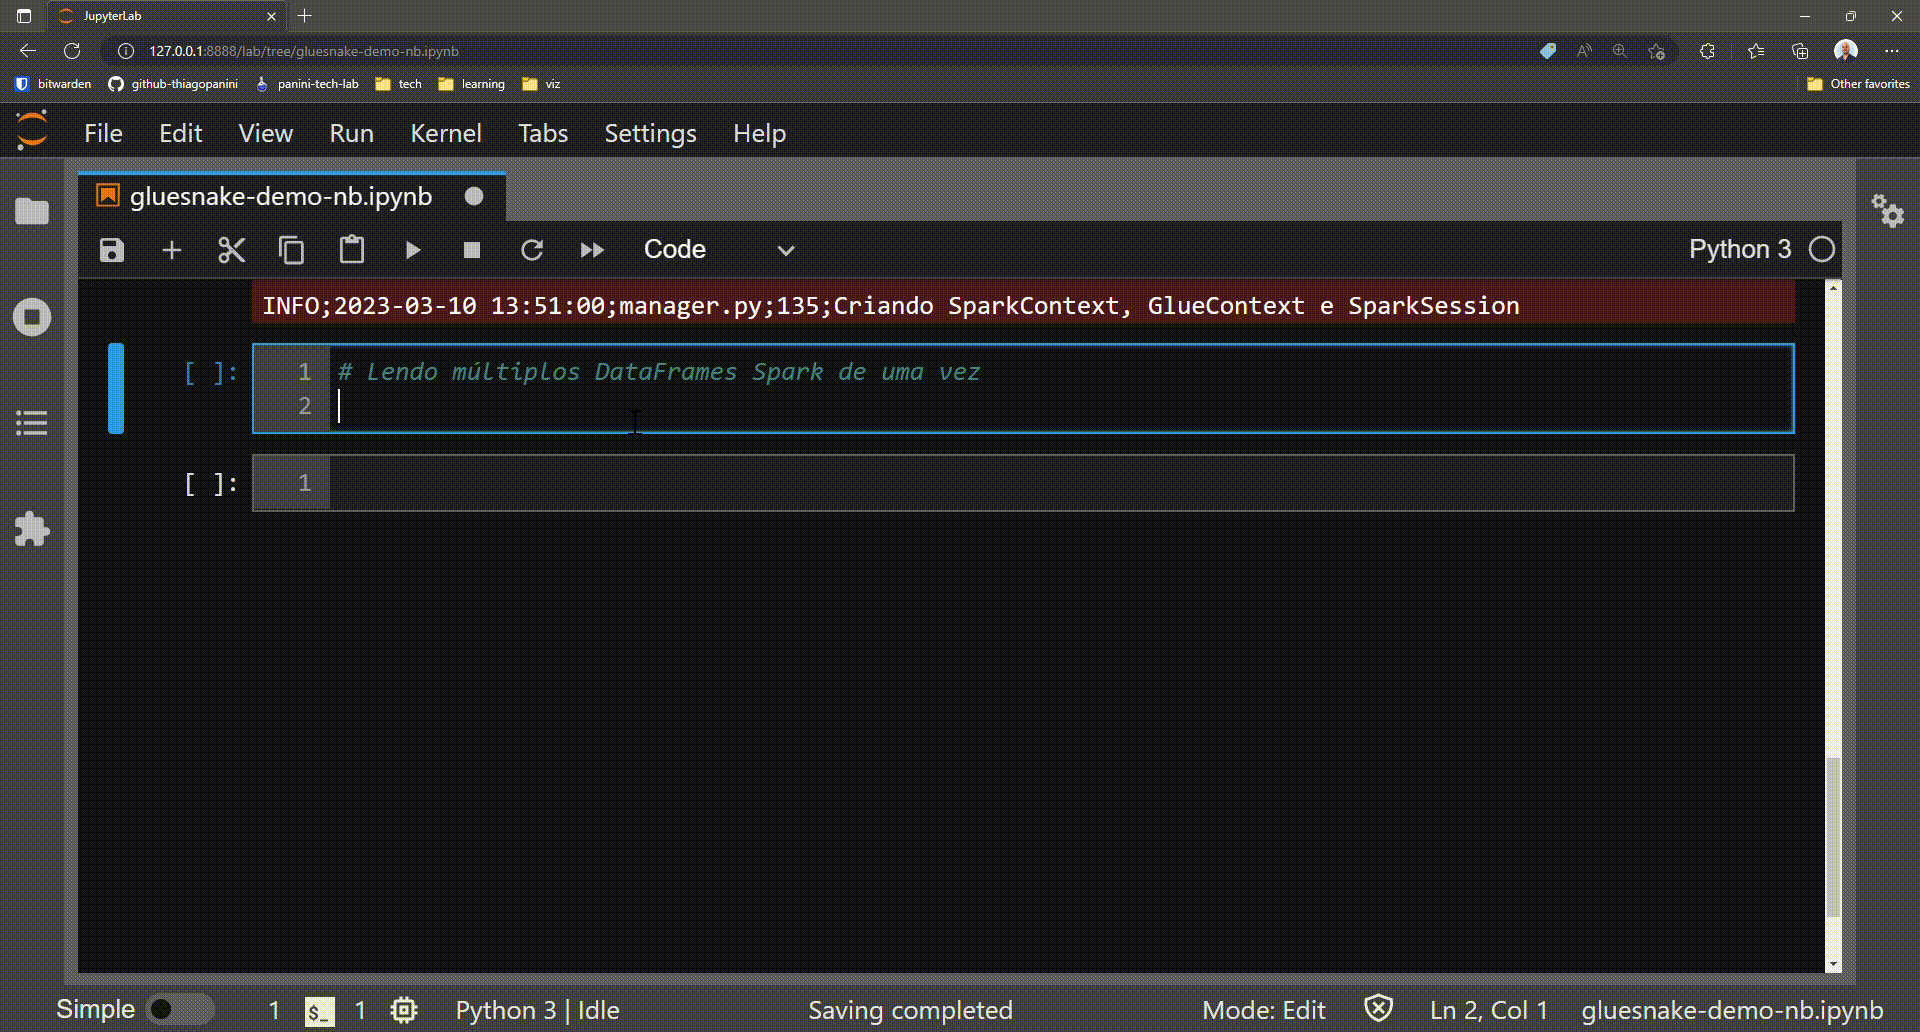 JupyterLab
127.0.0.1:8888/lab/tree/gluesnake-demo-nb.ipynb
bitwarden github-thiagopanini panini-tech-lab tech learning viz Other favorites
File Edit View Run Kernel Tabs Settings Help
gluesnake-demo-nb.ipynb
Code Python 3
INFO;2023-03-10 13:51:00;manager.py;135;Criando SparkContext, GlueContext e SparkSession
[ ]: 1 # Lendo múltiplos DataFrames Spark de uma vez
2
[ ]: 1
Simple 1 $_ 1 Python 3 | Idle Saving completed Mode: Edit Ln 2, Col 1 gluesnake-demo-nb.ipynb